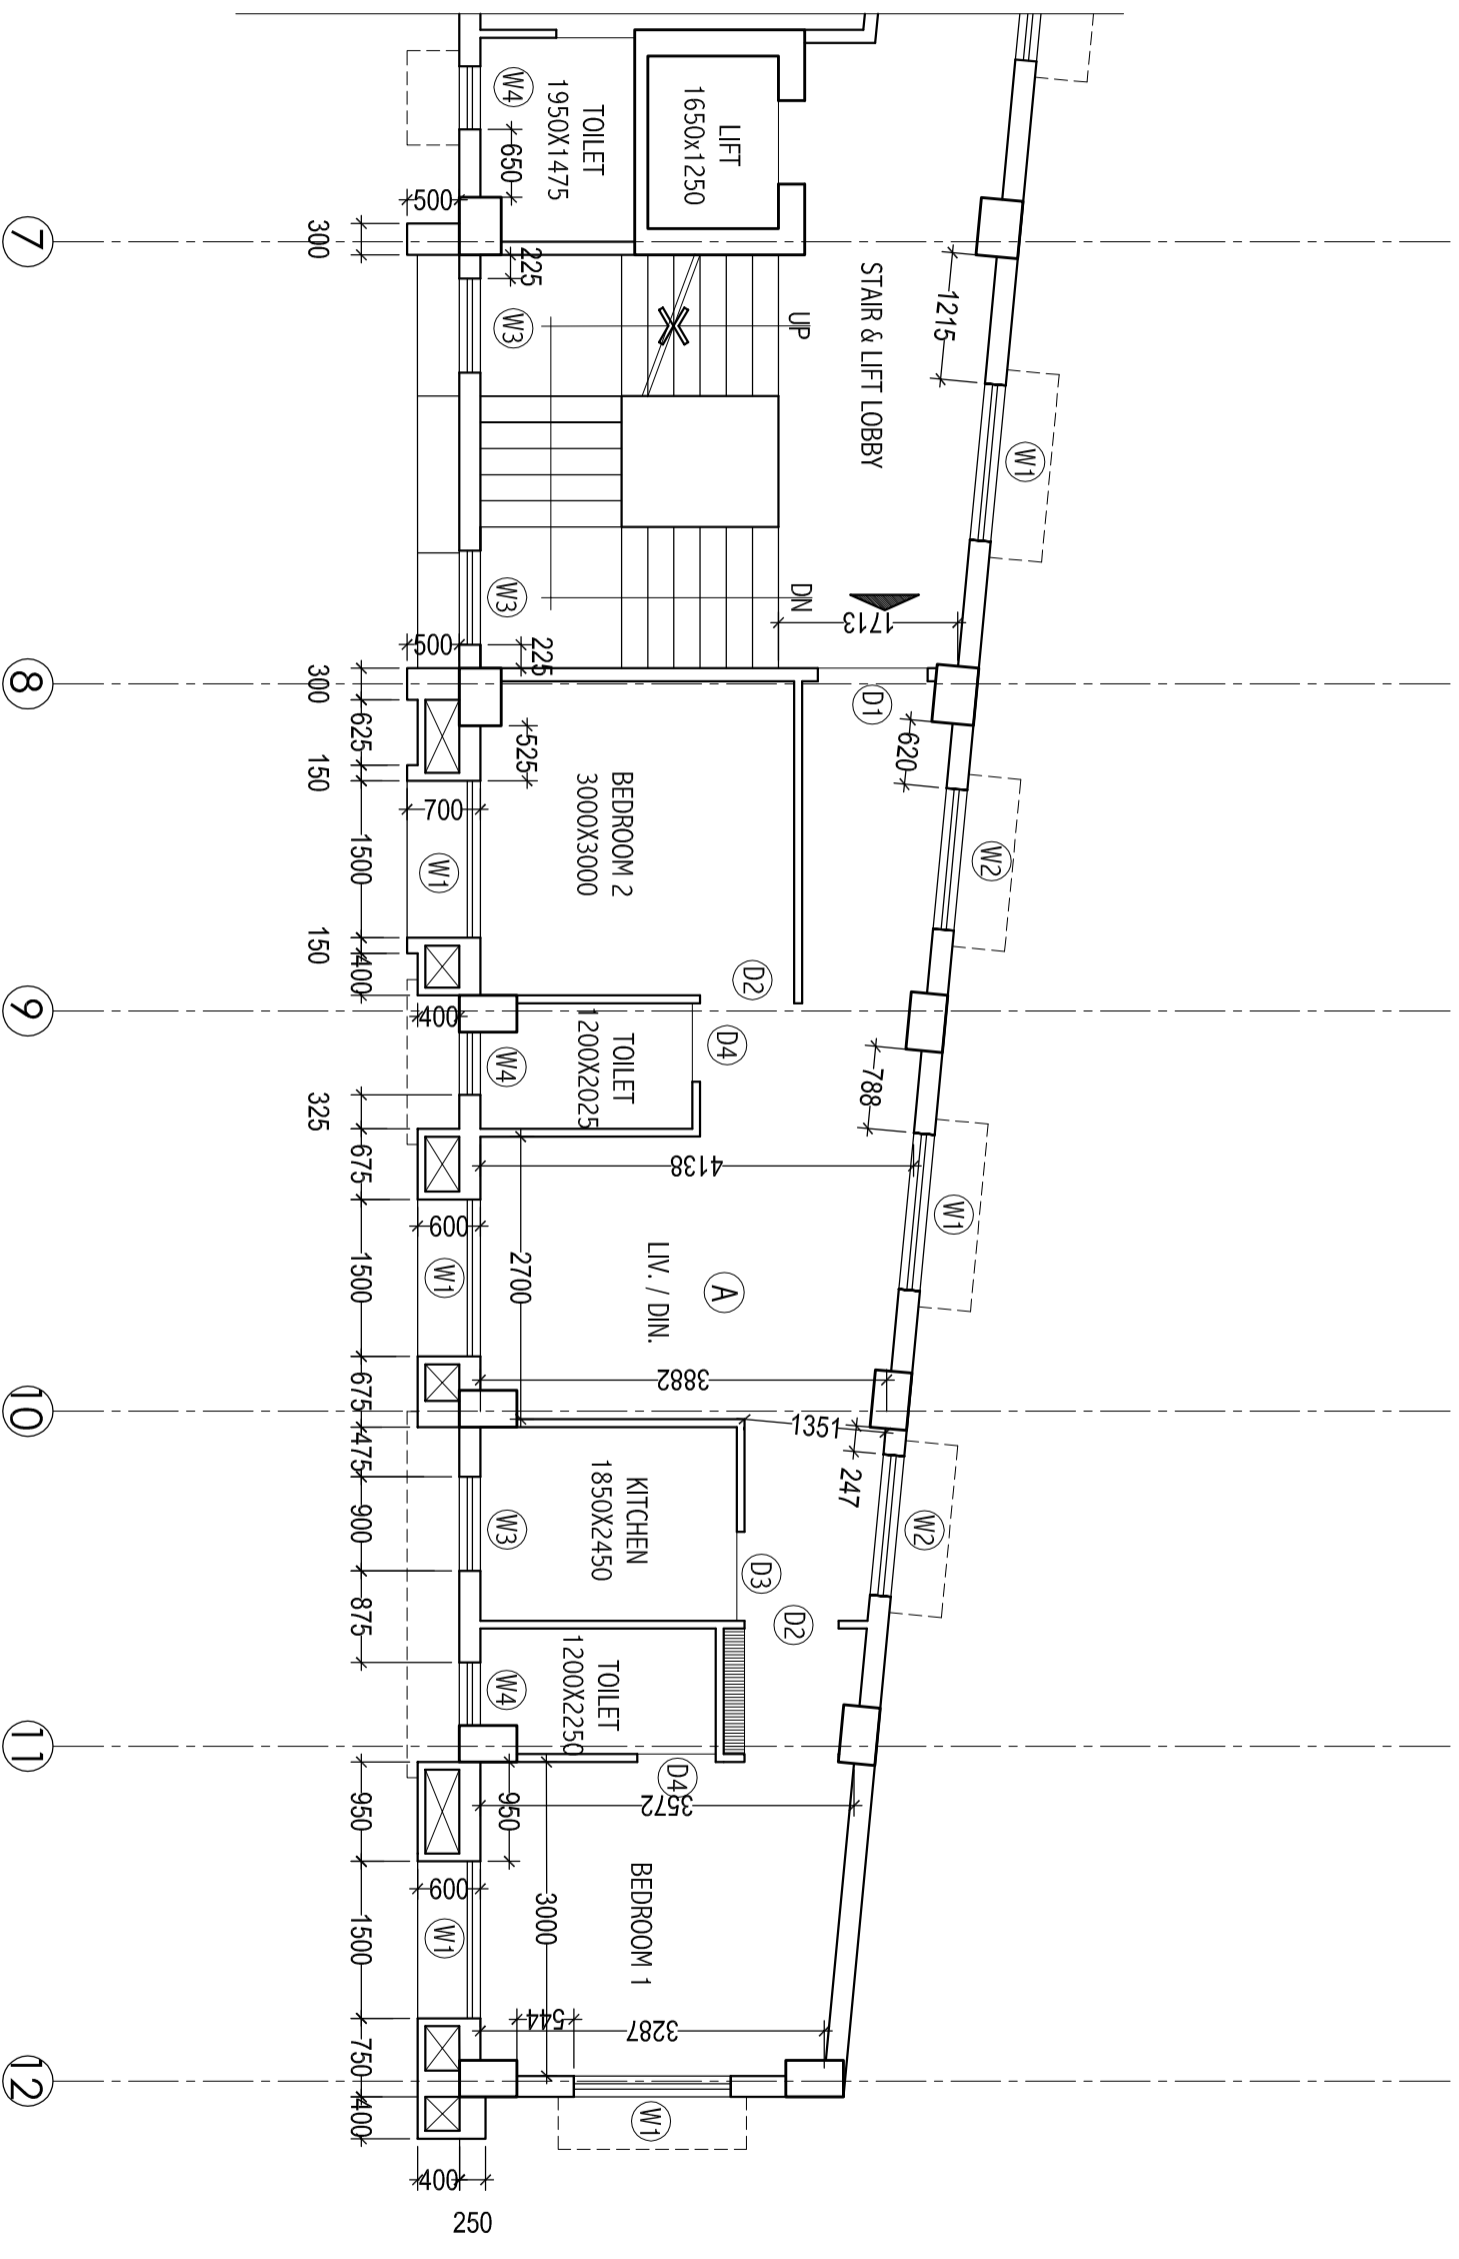 W4
650
TOILET
1950X1475
LIFT
1650x1250
500
300
7
225
W3
UP
STAIR & LIFT LOBBY
1215
W1
W3
DN
1713
500
300
225
8
D1
620
625
150
525
700
BEDROOM 2
3000X3000
W2
1500
W1
150
400
D2
9
400
W4
TOILET
1200X2025
D4
788
325
675
4138
W1
600
1500
W1
2700
LIV. / DIN.
A
675
3882
10
1351
247
475
900
W3
KITCHEN
1850X2450
D3
W2
875
D2
W4
TOILET
1200X2250
11
D4
950
950
3572
600
1500
W1
3000
BEDROOM 1
544
3287
750
12
400
W1
400
250